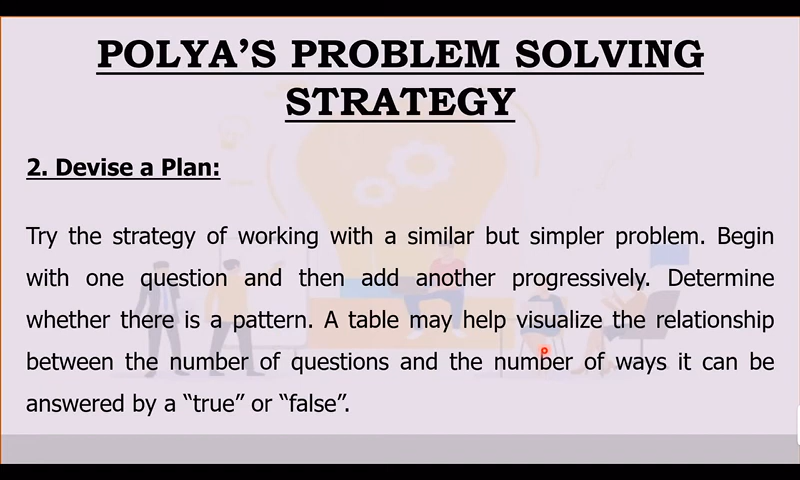 POLYA’S PROBLEM SOLVING
STRATEGY
2. Devise a Plan:
Try the strategy of working with a similar but simpler problem. Begin
with one question and then add another progressively. Determine
whether there is a pattern. A table may help visualize the relationship
between the number of questions and the number of ways it can be
answered by a “true” or “false”.